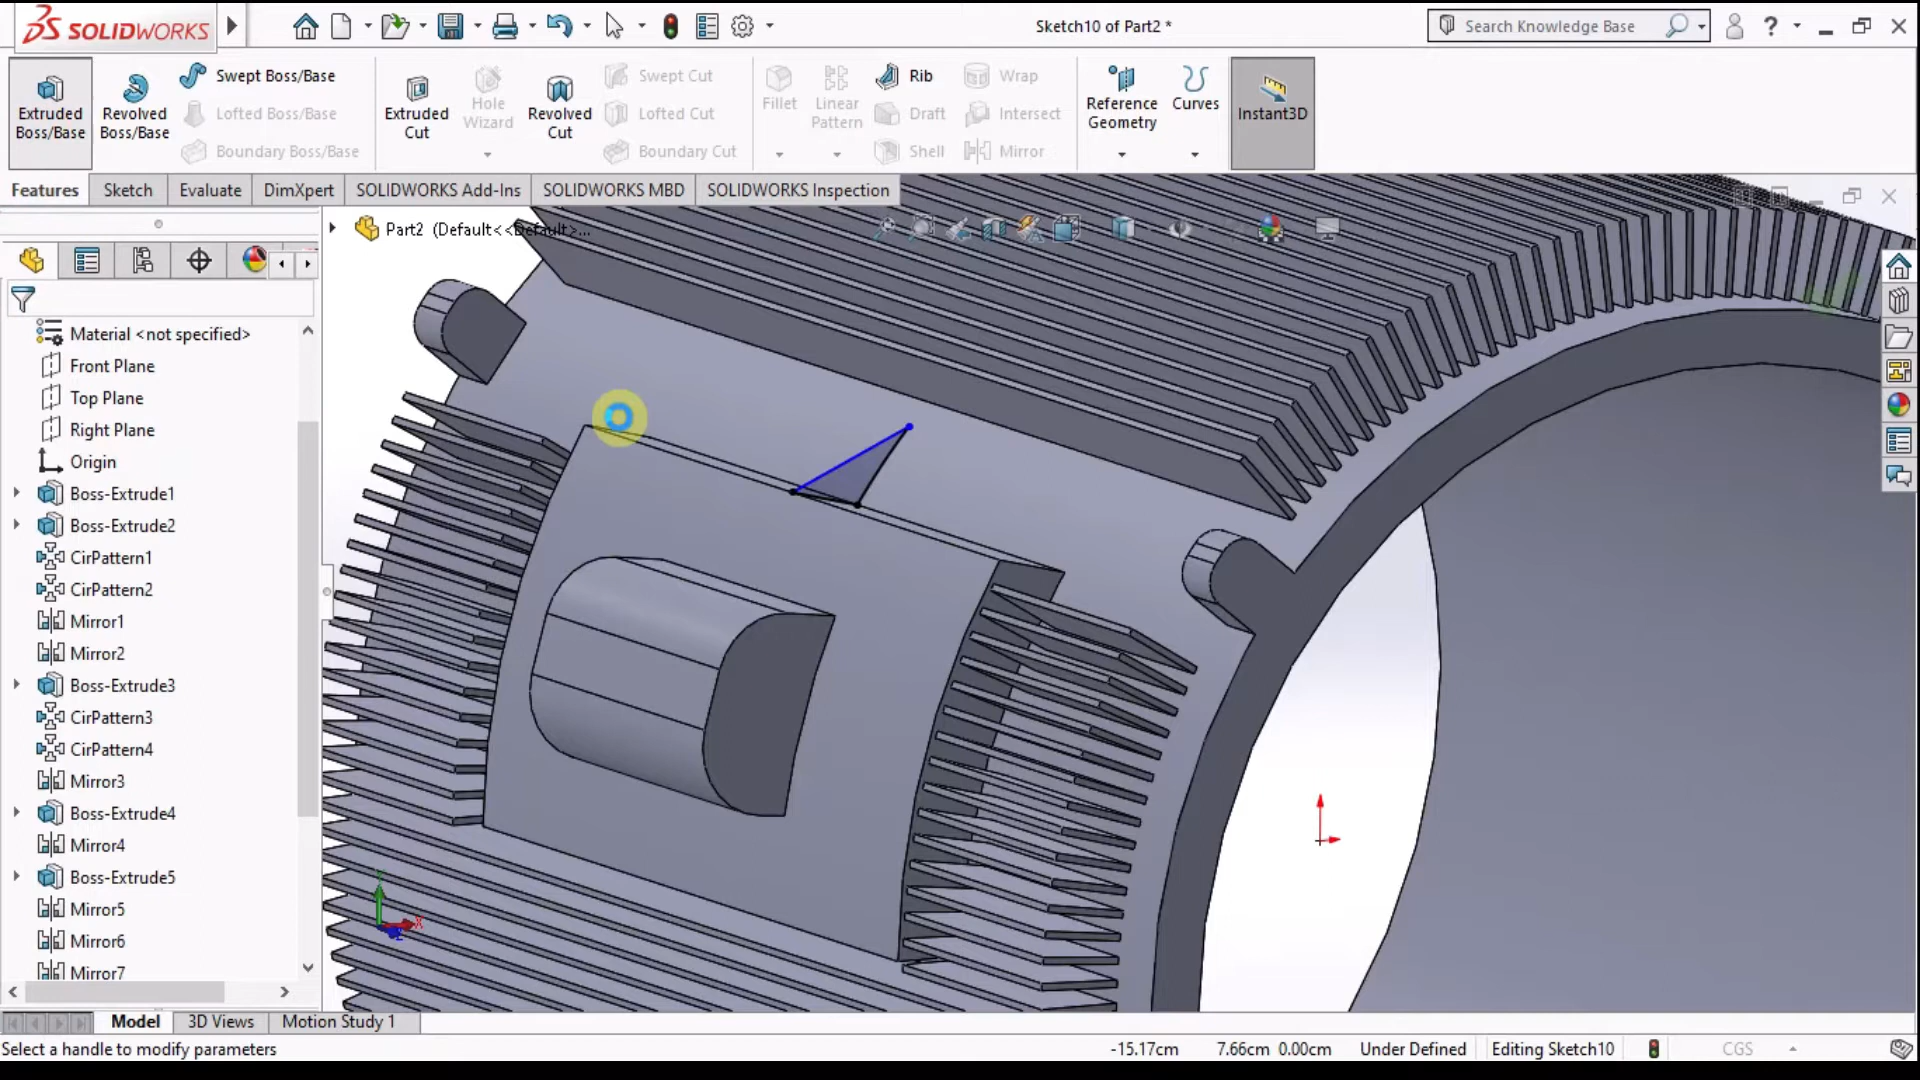 SOLIDWORKS
Sketch10 of Part2 *
Search Knowledge Base
?
Extruded Boss/Base
Revolved Boss/Base
Swept Boss/Base
Lofted Boss/Base
Boundary Boss/Base
Extruded Cut
Hole Wizard
Revolved Cut
Swept Cut
Lofted Cut
Boundary Cut
Fillet
Linear Pattern
Rib
Draft
Shell
Wrap
Intersect
Mirror
Reference Geometry
Curves
Instant3D
Features
Sketch
Evaluate
DimXpert
SOLIDWORKS Add-Ins
SOLIDWORKS MBD
SOLIDWORKS Inspection
Part2 (Default<<Default>...
Material <not specified>
Front Plane
Top Plane
Right Plane
Origin
Boss-Extrude1
Boss-Extrude2
CirPattern1
CirPattern2
Mirror1
Mirror2
Boss-Extrude3
CirPattern3
CirPattern4
Mirror3
Boss-Extrude4
Mirror4
Boss-Extrude5
Mirror5
Mirror6
Mirror7
Y
X
Z
Model
3D Views
Motion Study 1
Select a handle to modify parameters
-15.17cm
7.66cm 0.00cm
Under Defined
Editing Sketch10
CGS